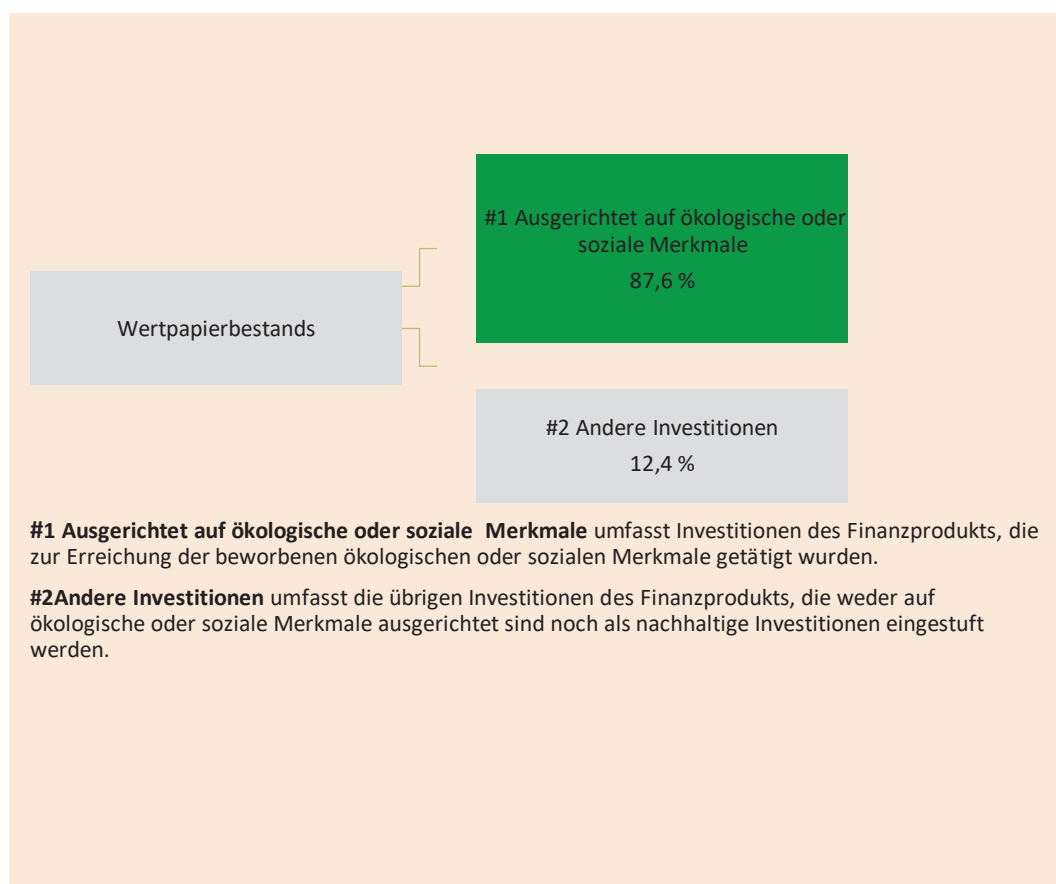 #1 Ausgerichtet auf ökologische oder
soziale Merkmale
87,6 %
Wertpapierbestands
#2 Andere Investitionen
12,4 %
#1 Ausgerichtet auf ökologische oder soziale  Merkmale umfasst Investitionen des Finanzprodukts, die
zur Erreichung der beworbenen ökologischen oder sozialen Merkmale getätigt wurden.
#2Andere Investitionen umfasst die übrigen Investitionen des Finanzprodukts, die weder auf
ökologische oder soziale Merkmale ausgerichtet sind noch als nachhaltige Investitionen eingestuft
werden.